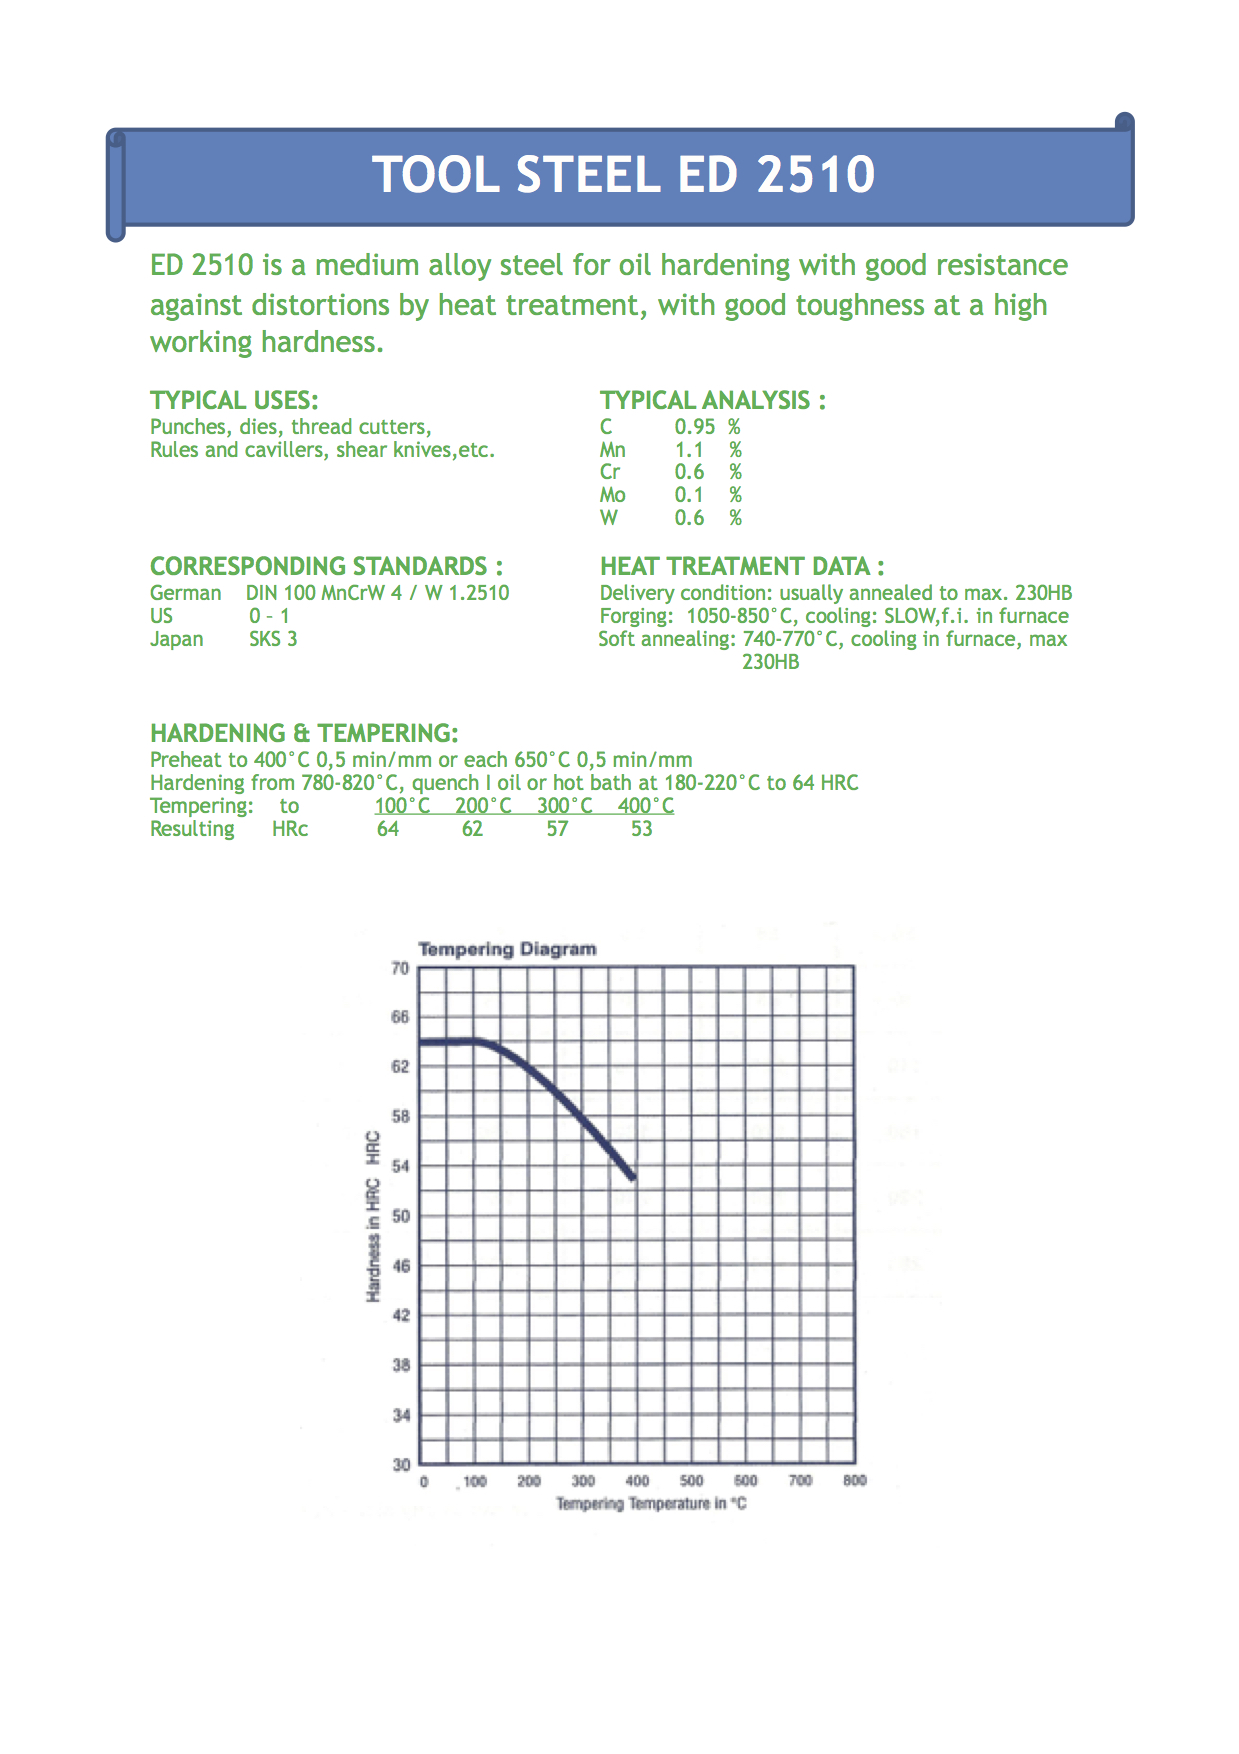 TOOL STEEL ED 2510
ED 2510 is a medium alloy steel for oil hardening with good resistance
against distortions by heat treatment, with good toughness at a high
working hardness.
TYPICAL USES:
Punches, dies, thread cutters,
Rules and cavillers, shear knives,etc.
TYPICAL ANALYSIS :
C 0.95 %
Mn 1.1 %
Cr 0.6 %
Mo 0.1 %
W 0.6 %
CORRESPONDING STANDARDS :
German DIN 100 MnCrW 4 / W 1.2510
US 0 – 1
Japan SKS 3
HEAT TREATMENT DATA :
Delivery condition: usually annealed to max. 230HB
Forging: 1050-850°C, cooling: SLOW,f.i. in furnace
Soft annealing: 740-770°C, cooling in furnace, max
230HB
HARDENING & TEMPERING:
Preheat to 400°C 0,5 min/mm or each 650°C 0,5 min/mm
Hardening from 780-820°C, quench I oil or hot bath at 180-220°C to 64 HRC
Tempering: to 100°C 200°C 300°C 400°C
Resulting HRc 64 62 57 53
Tempering Diagram
70
66
62
58
54
50
46
42
38
34
30
Hardness in HRC HRC
0 100 200 300 400 500 600 700 800
Tempering Temperature in °C